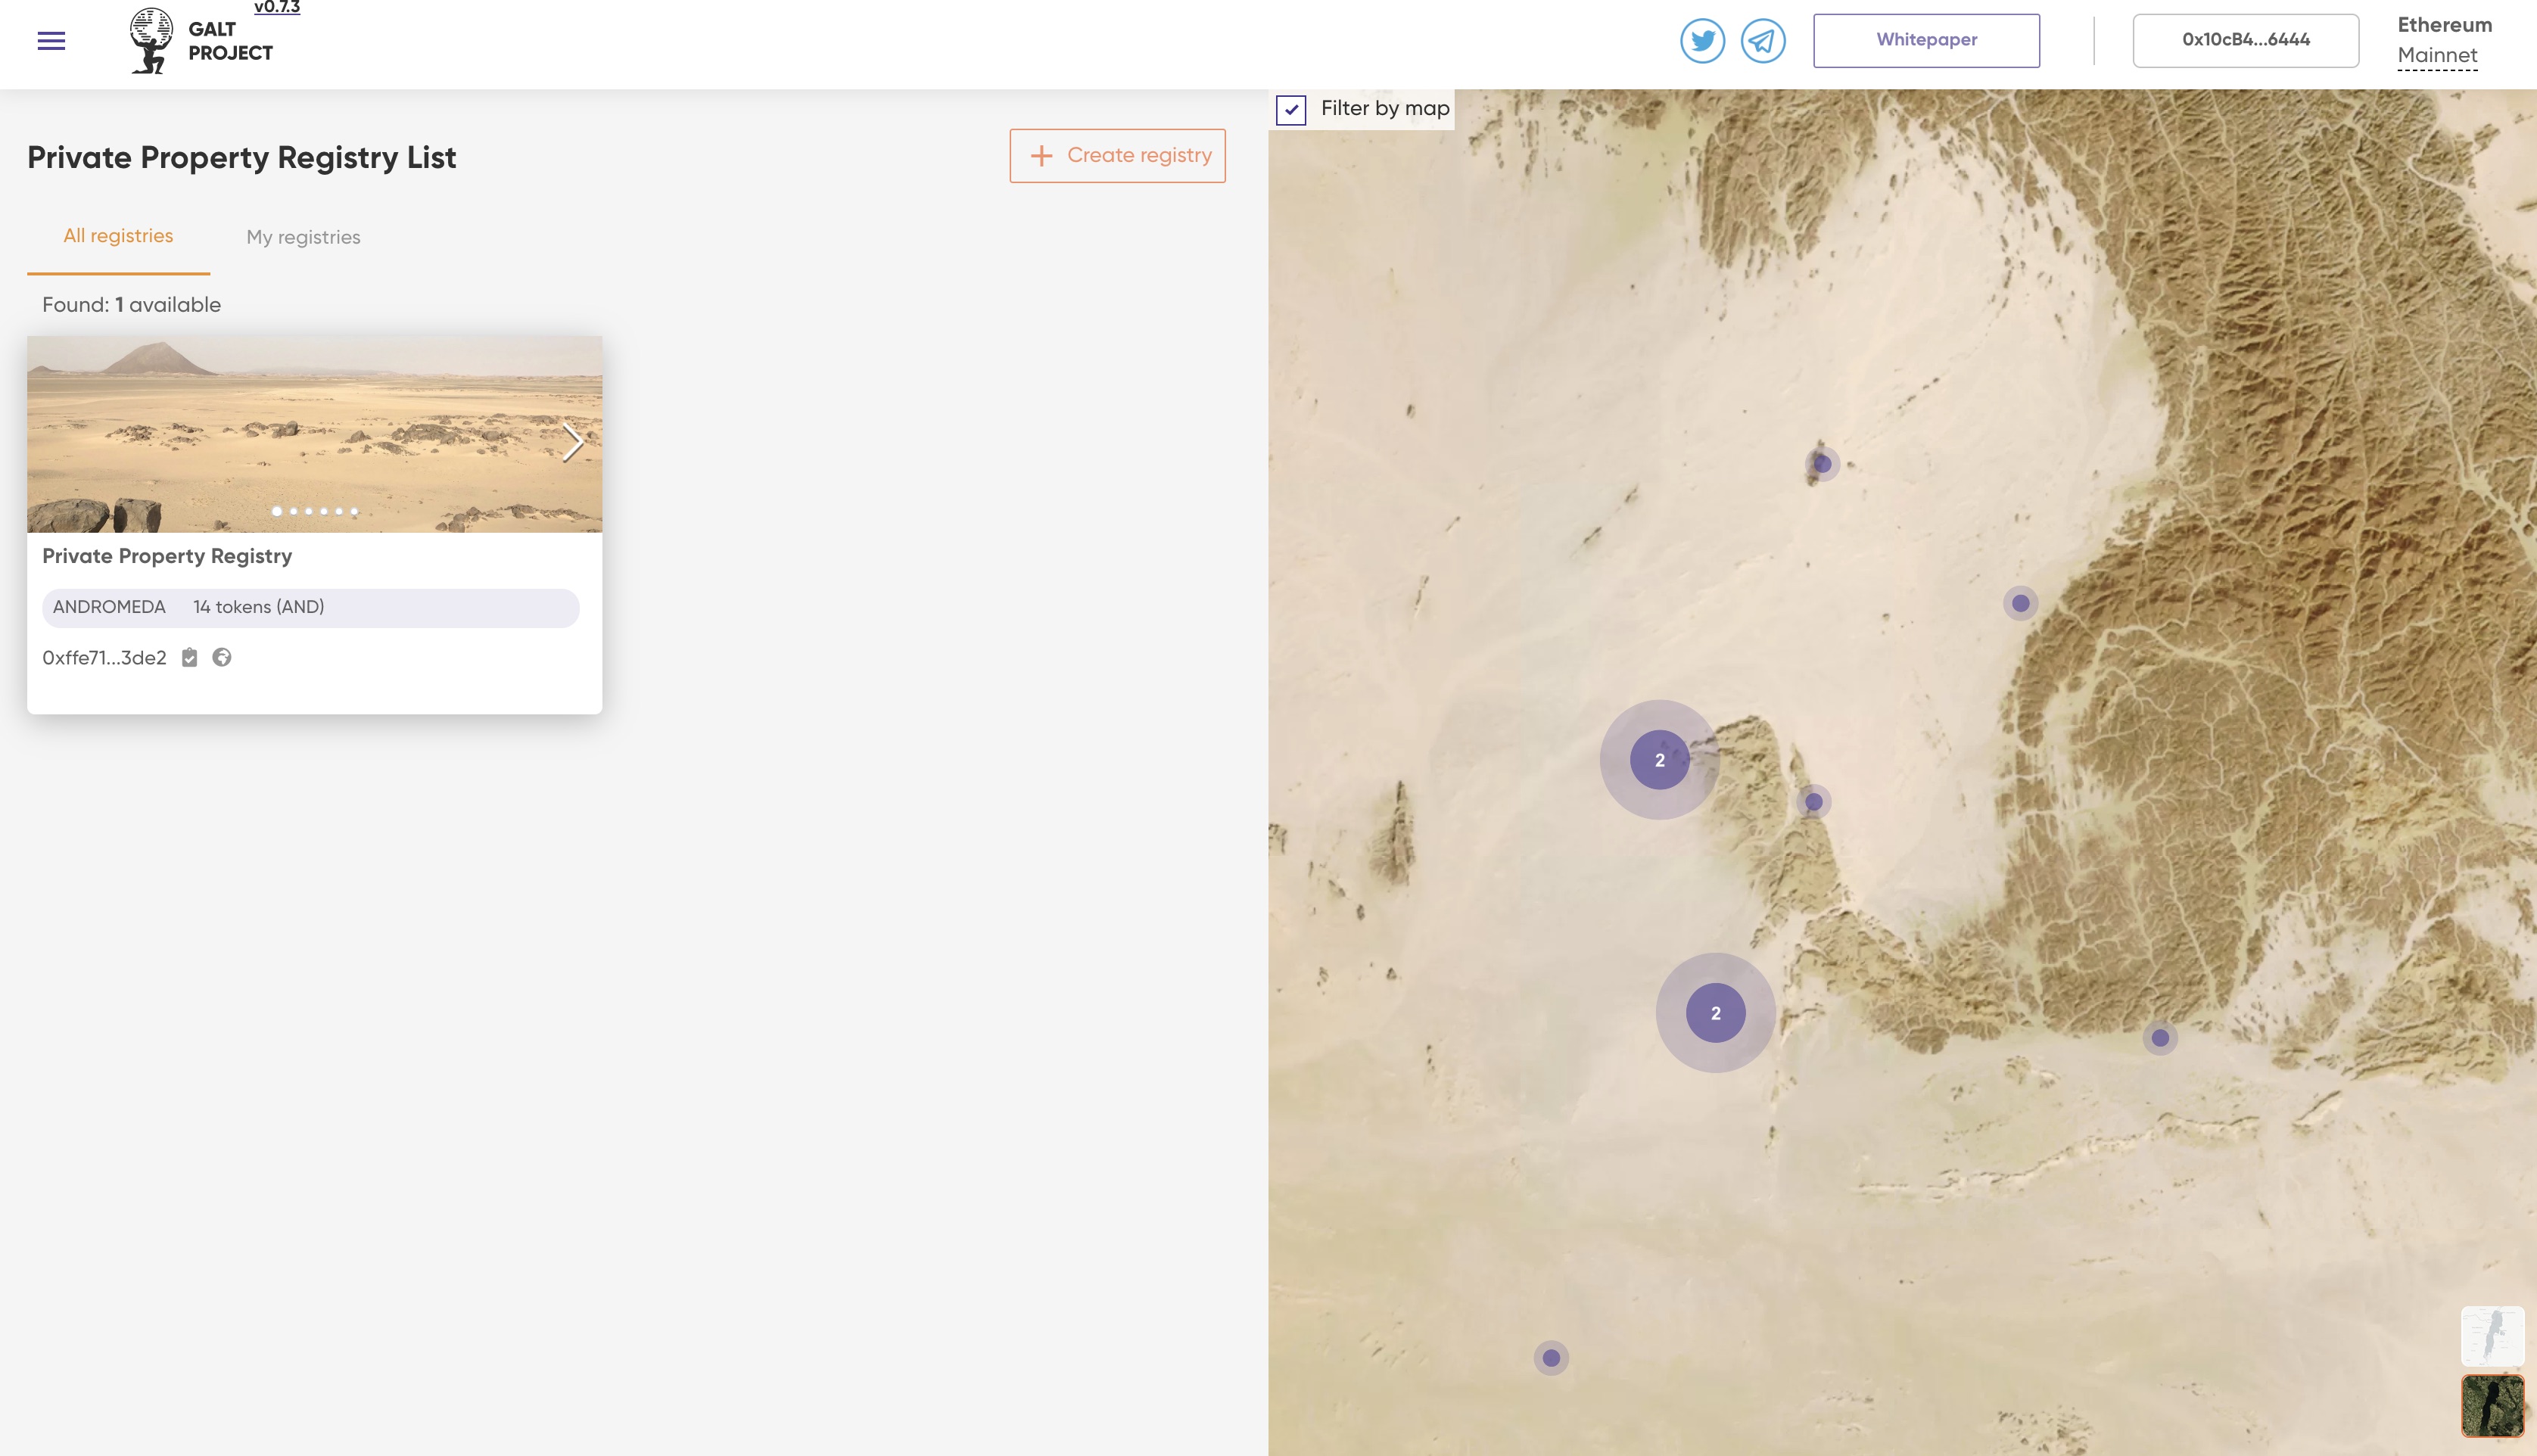 v0.7.3
GALT
PROJECT
Whitepaper
0x10cB4...6444
Ethereum
Mainnet
Filter by map
Private Property Registry List
Create registry
All registries
My registries
Found: 1 available
Private Property Registry
ANDROMEDA 14 tokens (AND)
0xffe71...3de2
2
2